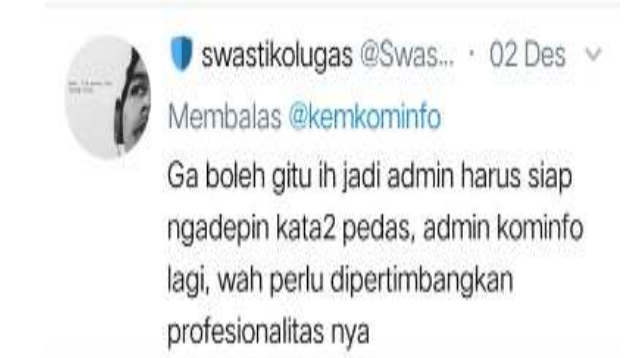 swastikolugas @Swas... · 02 Des
Membalas @kemkominfo
Ga boleh gitu ih jadi admin harus siap
ngadepin kata2 pedas, admin kominfo
lagi, wah perlu dipertimbangkan
profesionalitas nya